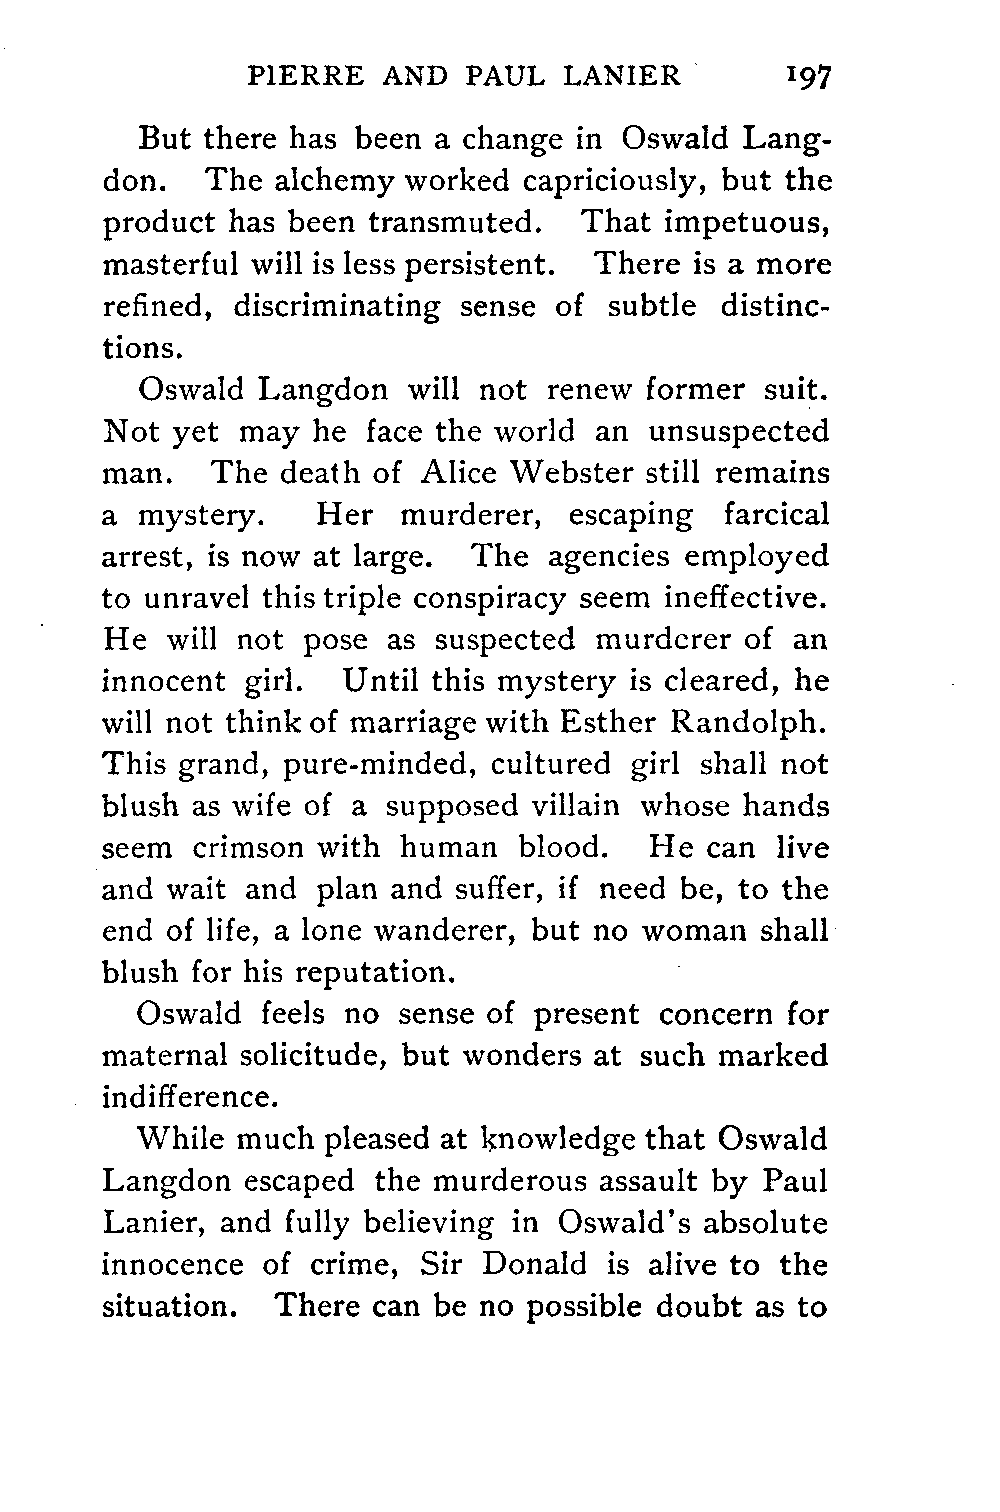 PIERRE AND PAUL LANIER 197
But there has been a change in Oswald Lang-
don. The alchemy worked capriciously, but the
product has been transmuted. That impetuous,
masterful will is less persistent. There is a more
refined, discriminating sense of subtle distinc-
tions.
Oswald Langdon will not renew former suit.
Not yet may he face the world an unsuspected
man. The death of Alice Webster still remains
a mystery. Her murderer, escaping farcical
arrest, is now at large. The agencies employed
to unravel this triple conspiracy seem ineffective.
He will not pose as suspected murderer of an
innocent girl. Until this mystery is cleared, he
will not think of marriage with Esther Randolph.
This grand, pure-minded, cultured girl shall not
blush as wife of a supposed villain whose hands
seem crimson with human blood. He can live
and wait and plan and suffer, if need be, to the
end of life, a lone wanderer, but no woman shall
blush for his reputation.
Oswald feels no sense of present concern for
maternal solicitude, but wonders at such marked
indifference.
While much pleased at knowledge that Oswald
Langdon escaped the murderous assault by Paul
Lanier, and fully believing in Oswald's absolute
innocence of crime, Sir Donald is alive to the
situation. There can be no possible doubt as to